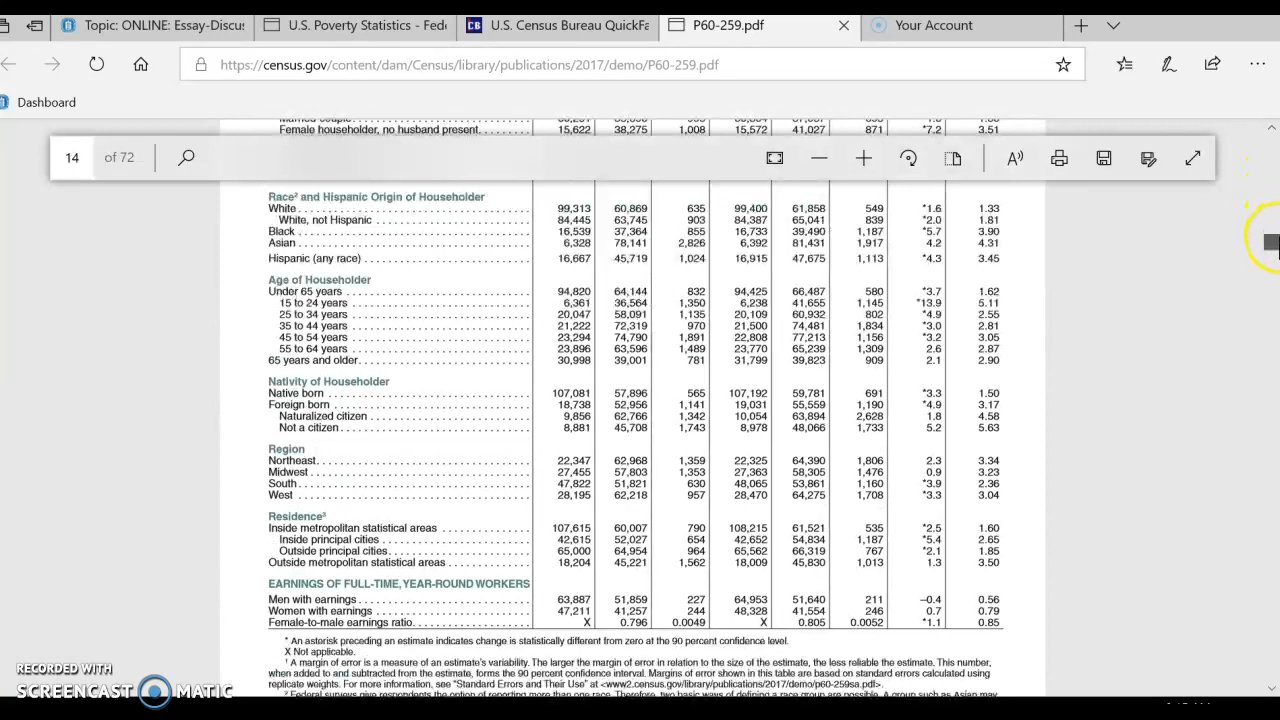 Topic: ONLINE: Essay-Discus
U.S. Poverty Statistics - Fede
CB U.S. Census Bureau QuickFa
P60-259.pdf
Your Account
https://census.gov/content/dam/Census/library/publications/2017/demo/P60-259.pdf
Dashboard
Female householder, no husband present. 15,622 38,275 1,008 15,572 41,027 871 *7.2 3.51
14 of 72
Race² and Hispanic Origin of Householder
White 99,313 60,869 635 99,400 61,858 549 *1.6 1.33
White, not Hispanic 84,445 63,745 903 84,387 65,041 839 *2.0 1.81
Black 16,539 37,364 855 16,733 39,490 1,187 *5.7 3.90
Asian 6,328 78,141 2,826 6,392 81,431 1,917 4.2 4.31
Hispanic (any race) 16,667 45,719 1,024 16,915 47,675 1,113 *4.3 3.45
Age of Householder
Under 65 years 94,820 64,144 832 94,425 66,487 580 *3.7 1.62
15 to 24 years 6,361 36,564 1,350 6,238 41,655 1,145 *13.9 5.11
25 to 34 years 20,047 58,091 1,135 20,109 60,932 802 *4.9 2.55
35 to 44 years 21,222 72,319 970 21,500 74,481 1,834 *3.0 2.81
45 to 54 years 23,294 74,790 1,891 22,808 77,213 1,156 *3.2 3.05
55 to 64 years 23,896 63,596 1,489 23,770 65,239 1,309 2.6 2.87
65 years and older 30,998 39,001 781 31,799 39,823 909 2.1 2.90
Nativity of Householder
Native born 107,081 57,896 565 107,192 59,781 691 *3.3 1.50
Foreign born 18,738 52,956 1,141 19,031 55,559 1,190 *4.9 3.17
Naturalized citizen 9,856 62,766 1,342 10,054 63,894 2,628 1.8 4.58
Not a citizen 8,881 45,708 1,743 8,978 48,066 1,733 5.2 5.63
Region
Northeast 22,347 62,968 1,359 22,325 64,390 1,806 2.3 3.34
Midwest 27,455 57,803 1,353 27,363 58,305 1,476 0.9 3.23
South 47,822 51,821 630 48,065 53,861 1,160 *3.9 2.36
West 28,195 62,218 957 28,470 64,275 1,708 *3.3 3.04
Residence³
Inside metropolitan statistical areas 107,615 60,007 790 108,215 61,521 535 *2.5 1.60
Inside principal cities 42,615 52,027 654 42,652 54,834 1,187 *5.4 2.65
Outside principal cities 65,000 64,954 964 65,562 66,319 767 *2.1 1.85
Outside metropolitan statistical areas 18,204 45,221 1,562 18,009 45,830 1,013 1.3 3.50
EARNINGS OF FULL-TIME, YEAR-ROUND WORKERS
Men with earnings 63,887 51,859 227 64,953 51,640 211 –0.4 0.56
Women with earnings 47,211 41,257 244 48,328 41,554 246 0.7 0.79
Female-to-male earnings ratio X 0.796 0.0049 X 0.805 0.0052 *1.1 0.85
* An asterisk preceding an estimate indicates change is statistically different from zero at the 90 percent confidence level.
X Not applicable.
¹ A margin of error is a measure of an estimate's variability. The larger the margin of error in relation to the size of the estimate, the less reliable the estimate. This number,
when added to and subtracted from the estimate, forms the 90 percent confidence interval. Margins of error shown in this table are based on standard errors calculated using
replicate weights. For more information, see "Standard Errors and Their Use" at <www2.census.gov/library/publications/2017/demo/p60-259sa.pdf>.
² Federal surveys give respondents the option of reporting more than one race. Therefore, two basic ways of defining a race group are possible. A group such as Asian may
RECORDED WITH
SCREENCAST MATIC